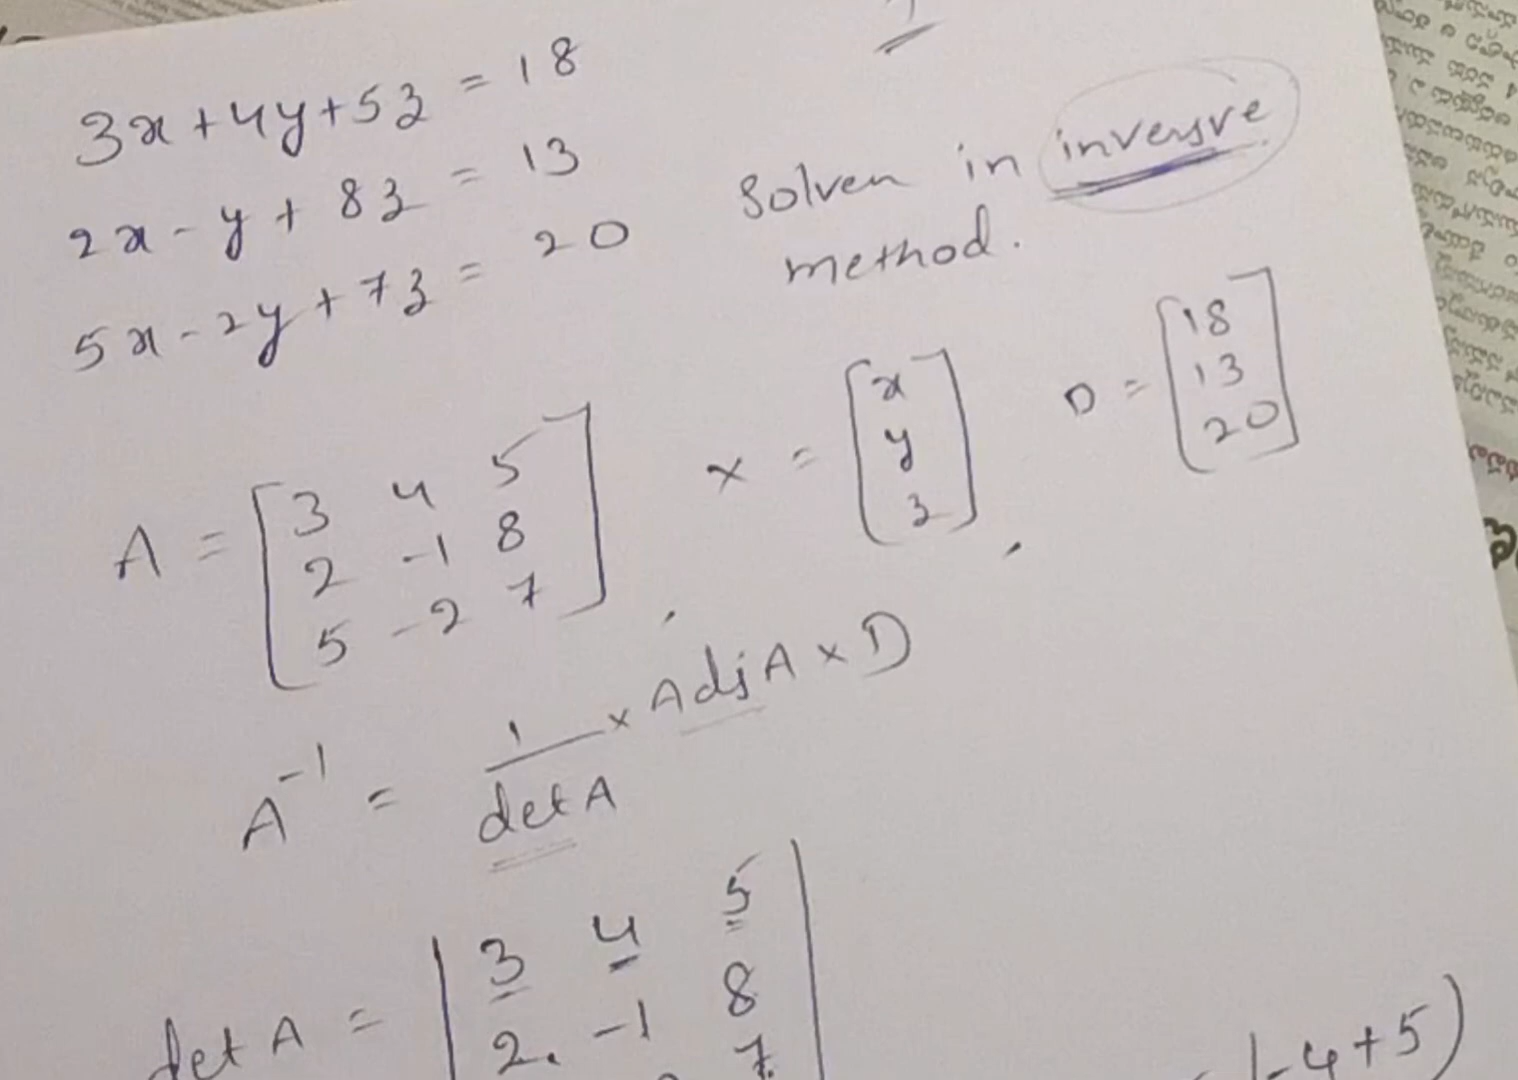 3x + 4y + 5z = 18
2x - y + 8z = 13
5x - 2y + 7z = 20
Solven in inversre
method.
A = [3 4 5
2 -1 8
5 -2 7],
X = [x
y
z],
D = [18
13
20]
A⁻¹ = 1/det A × Adj A × D
det A = |3 4 5
2. -1 8
7.
(-4+5)